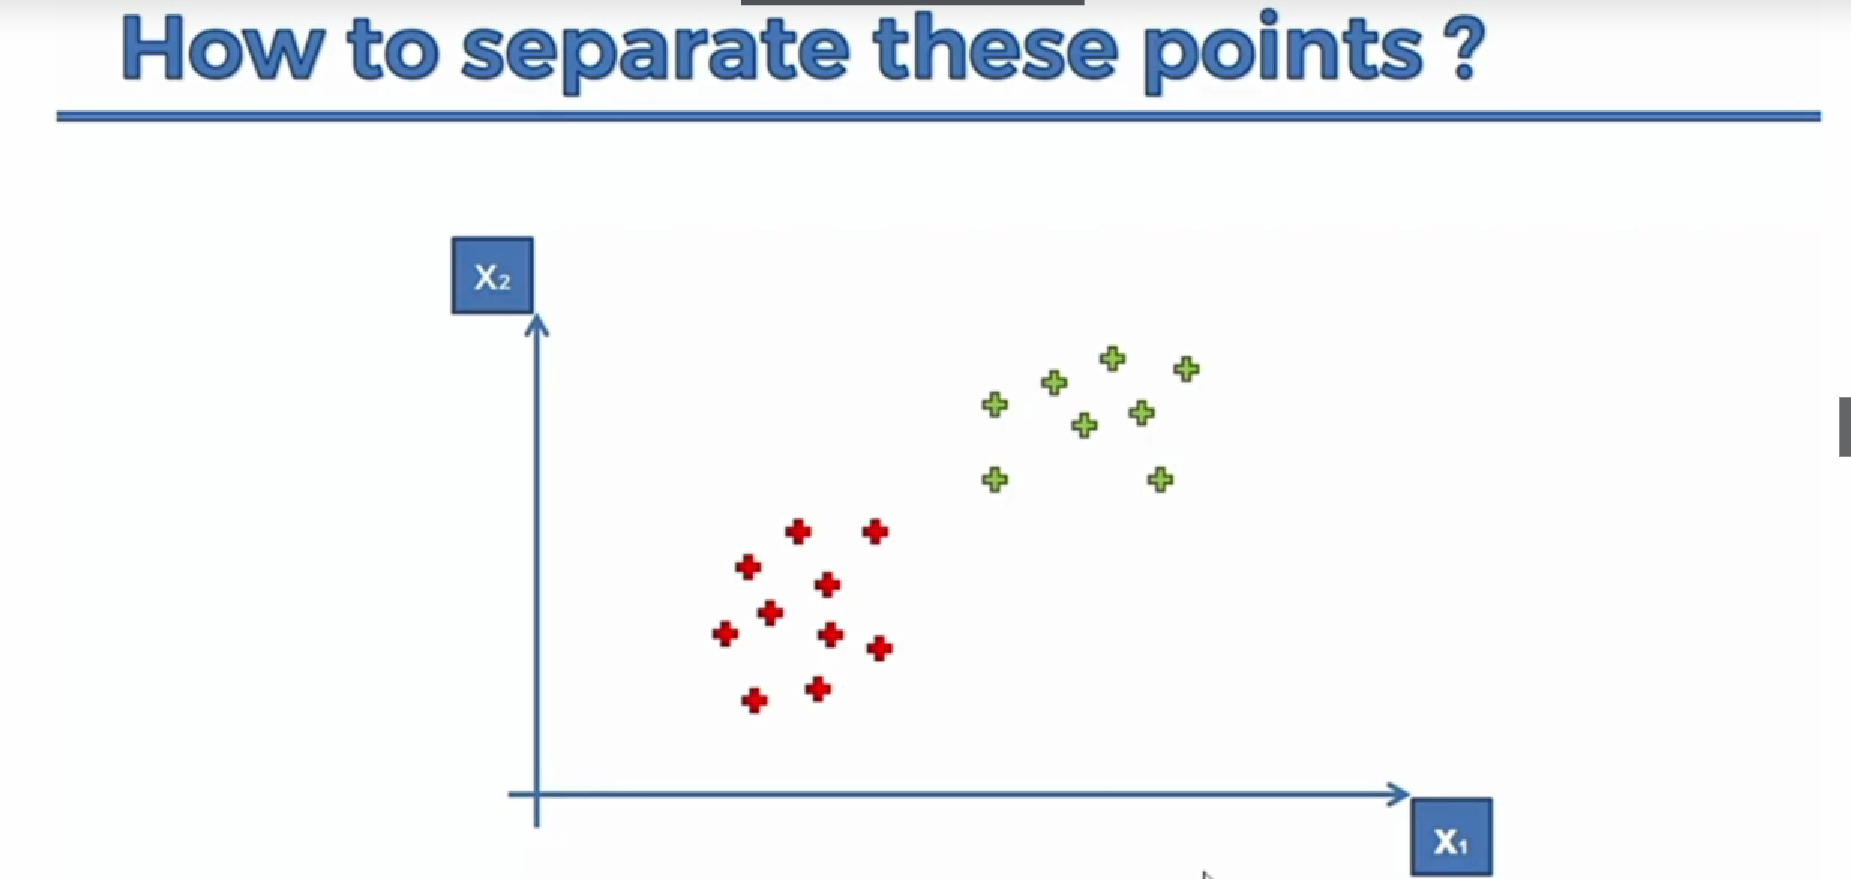 How to separate these points ?
X₂
X₁